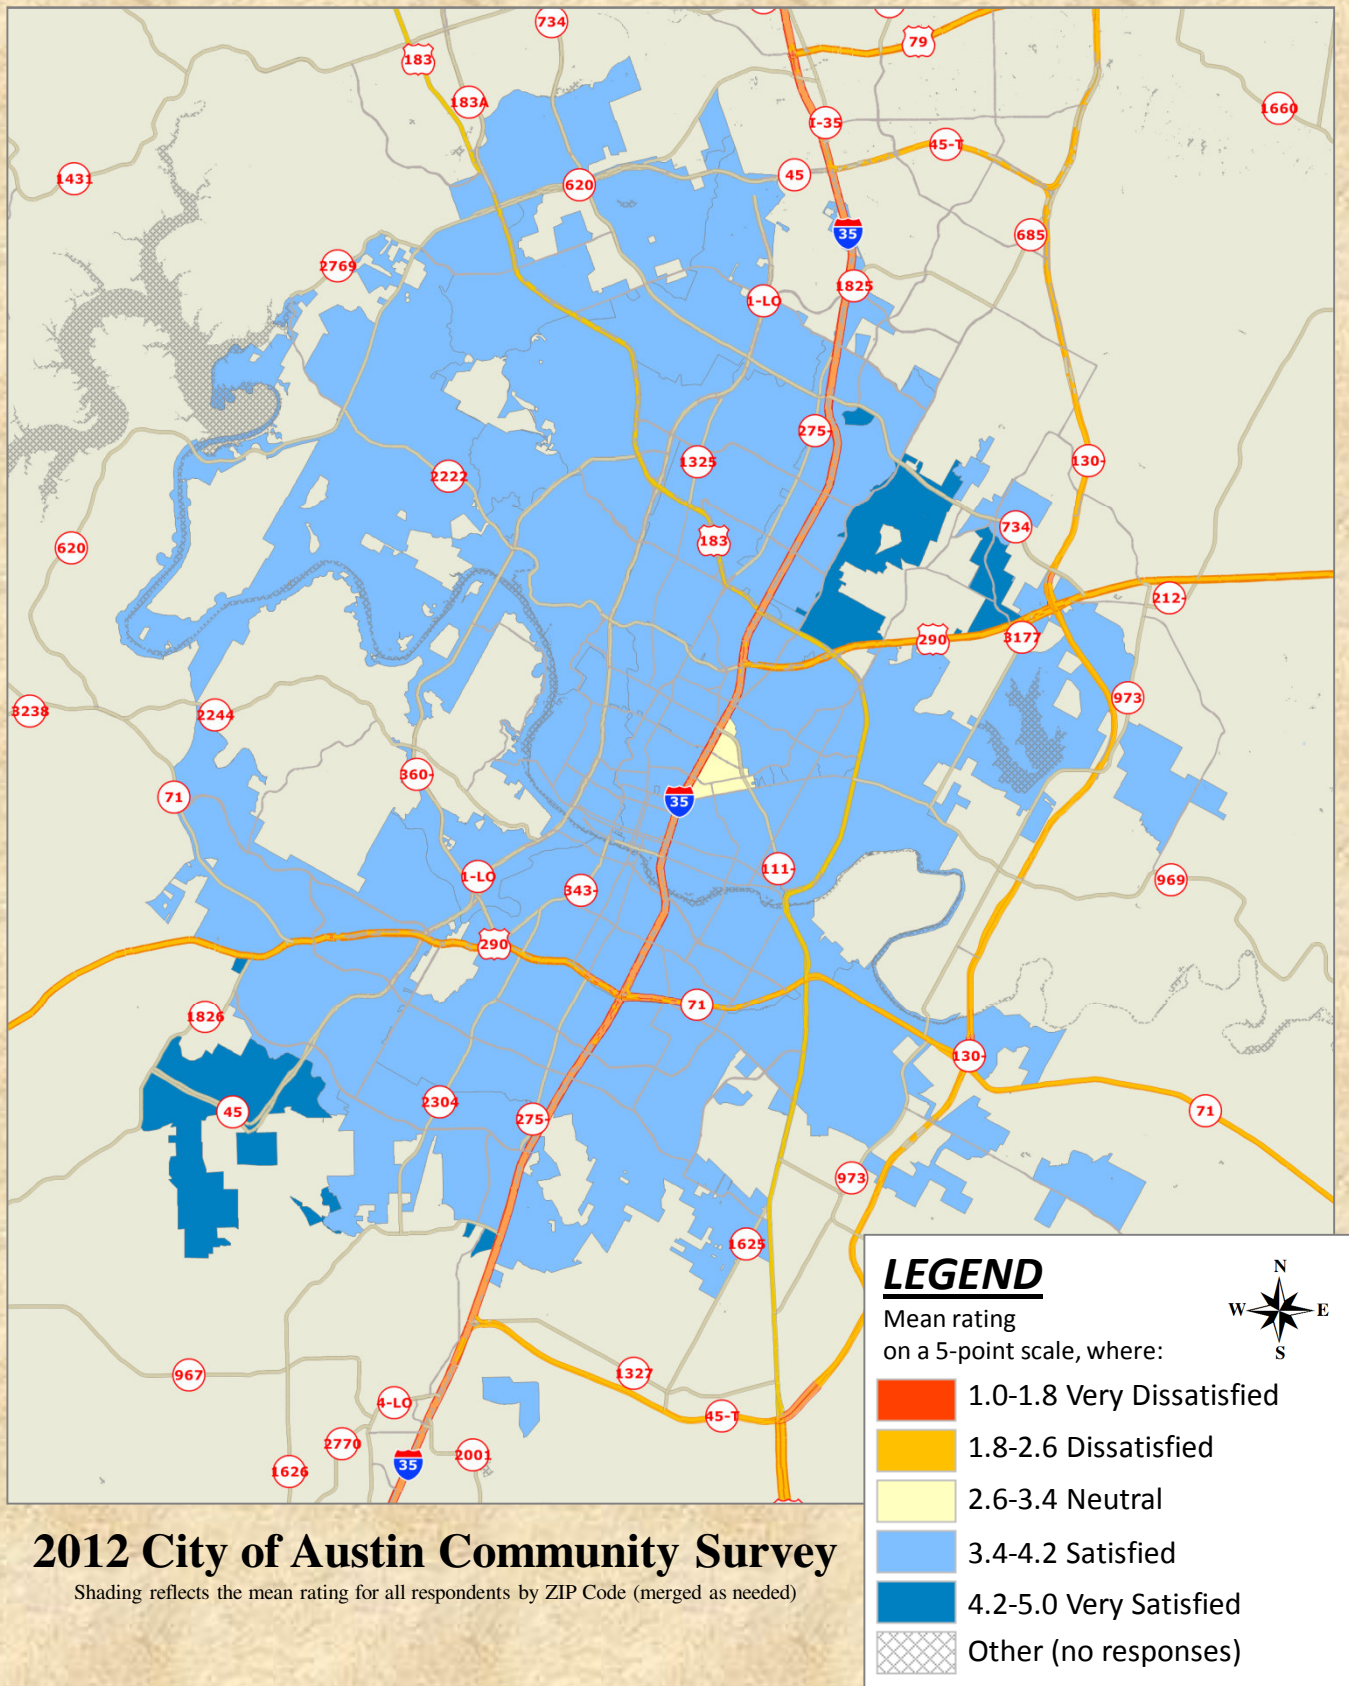 734
183
79
183A
1660
I-35
45-T
1431
45
620
35
685
2769
1825
1-LO
275-
1325
130-
2222
734
183
620
212-
290
3177
973
3238
2244
360-
71
35
111-
1-LO
343-
969
290
71
1826
130-
2304
45
275-
71
973
1625
1327
967
4-LO
45-T
2770
2001
35
1626
LEGEND
N
W E
S
Mean rating
on a 5-point scale, where:
1.0-1.8 Very Dissatisfied
1.8-2.6 Dissatisfied
2.6-3.4 Neutral
3.4-4.2 Satisfied
4.2-5.0 Very Satisfied
Other (no responses)
2012 City of Austin Community Survey
Shading reflects the mean rating for all respondents by ZIP Code (merged as needed)